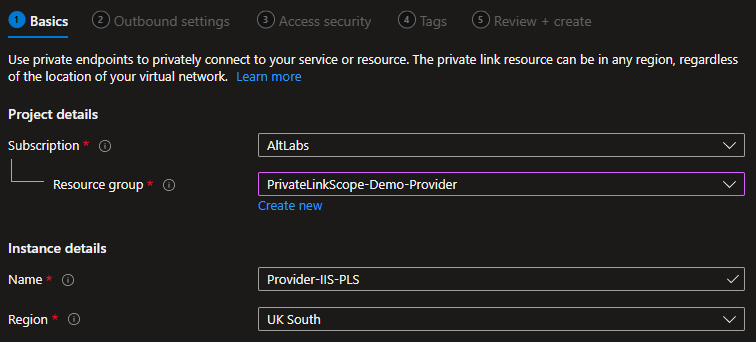 1 Basics 2 Outbound settings 3 Access security 4 Tags 5 Review + create
Use private endpoints to privately connect to your service or resource. The private link resource can be in any region, regardless
of the location of your virtual network. Learn more
Project details
Subscription * AltLabs
Resource group * PrivateLinkScope-Demo-Provider
Create new
Instance details
Name * Provider-IIS-PLS
Region * UK South